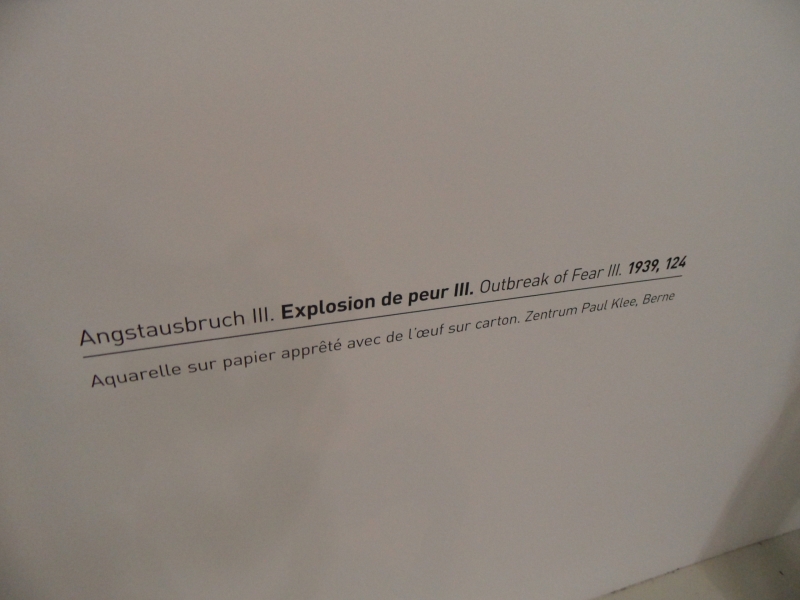 Angstausbruch III. Explosion de peur III. Outbreak of Fear III. 1939, 124
Aquarelle sur papier apprêté avec de l'œuf sur carton. Zentrum Paul Klee, Berne